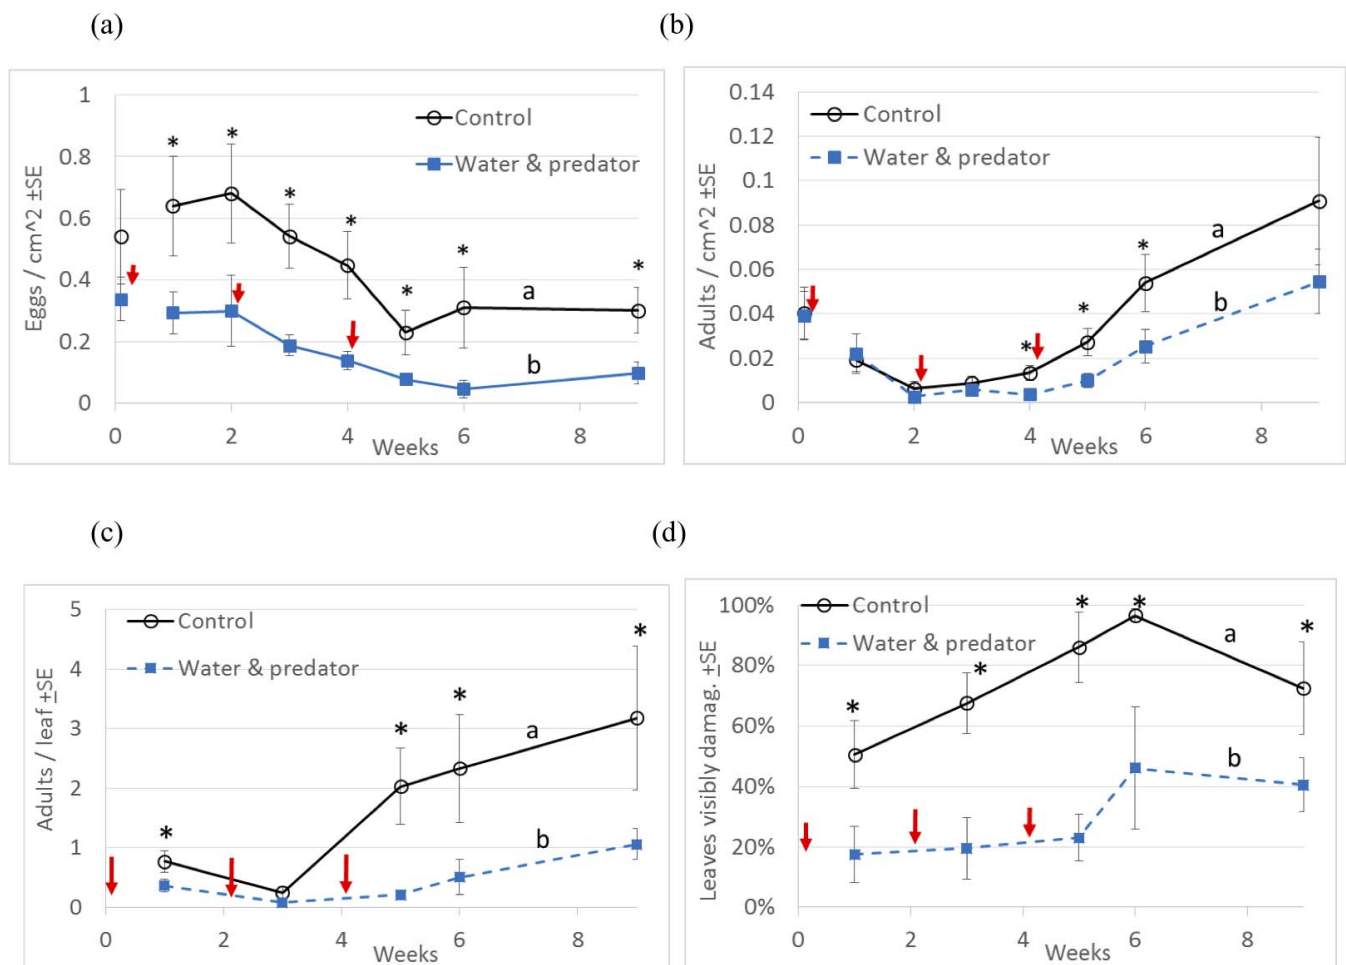 (a)
(b)
Eggs / cm^2 ±SE
1
0.8
0.6
0.4
0.2
0
0
2
4
6
8
Weeks
Control
Water & predator
*
*
*
*
*
*
*
a
b
Adults / cm^2 ±SE
0.14
0.12
0.1
0.08
0.06
0.04
0.02
0
0
2
4
6
8
Weeks
Control
Water & predator
*
*
*
a
b
(c)
(d)
Adults / leaf ±SE
5
4
3
2
1
0
0
2
4
6
8
Weeks
Control
Water & predator
*
*
*
*
a
b
Leaves visibly damag. ±SE
100%
80%
60%
40%
20%
0%
0
2
4
6
8
Weeks
Control
Water & predator
*
*
*
*
*
a
b